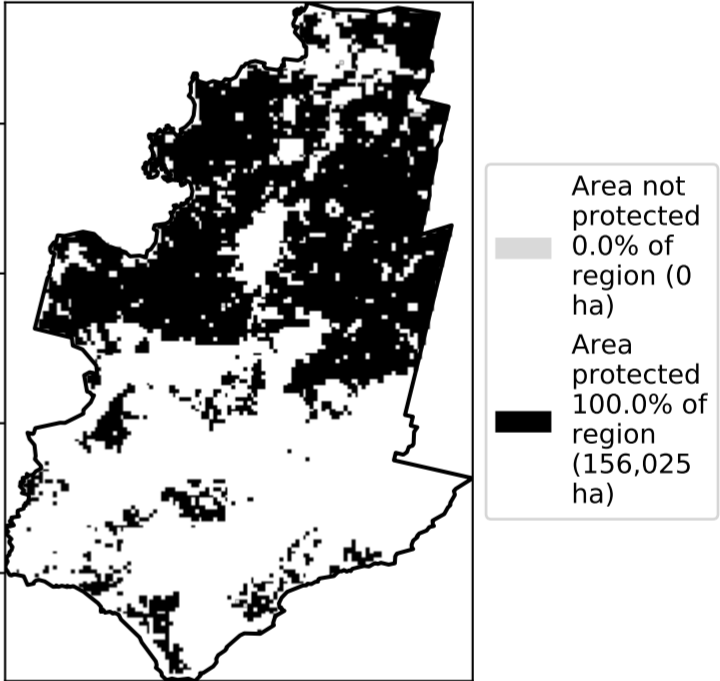 Area not
protected
0.0% of
region (0
ha)
Area
protected
100.0% of
region
(156,025
ha)